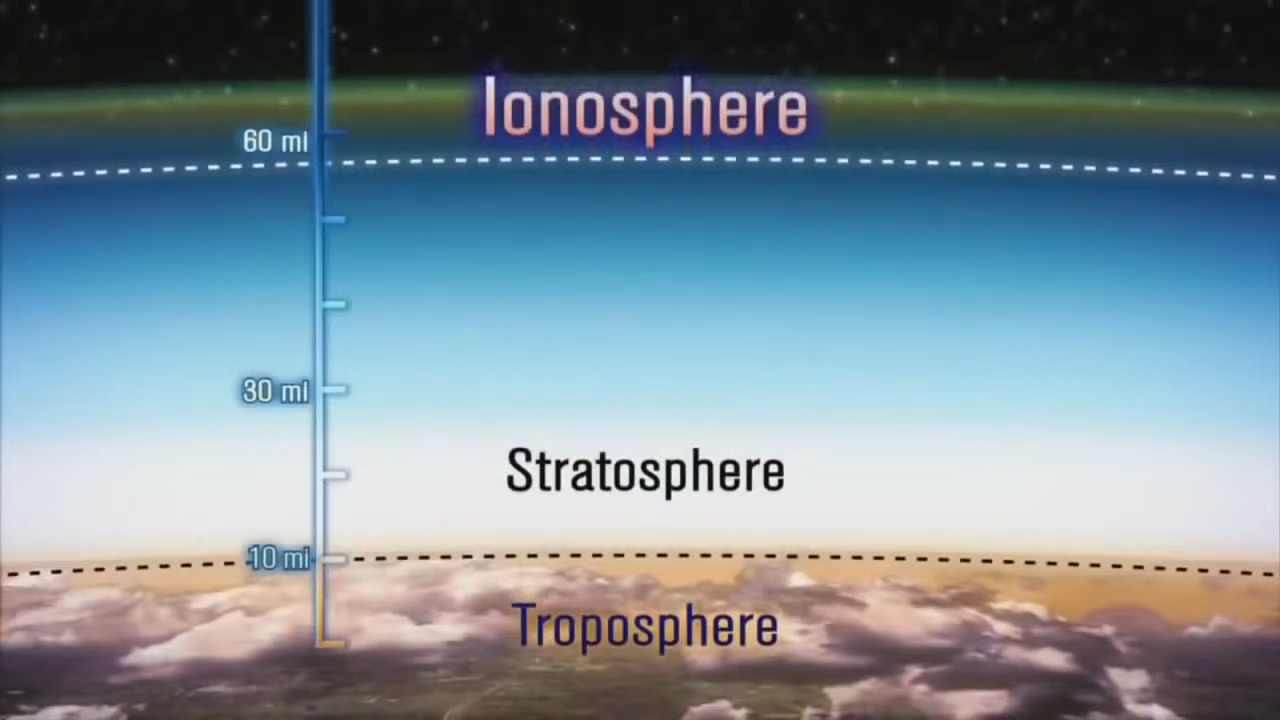 Ionosphere
60 mi
30 mi
Stratosphere
10 mi
Troposphere